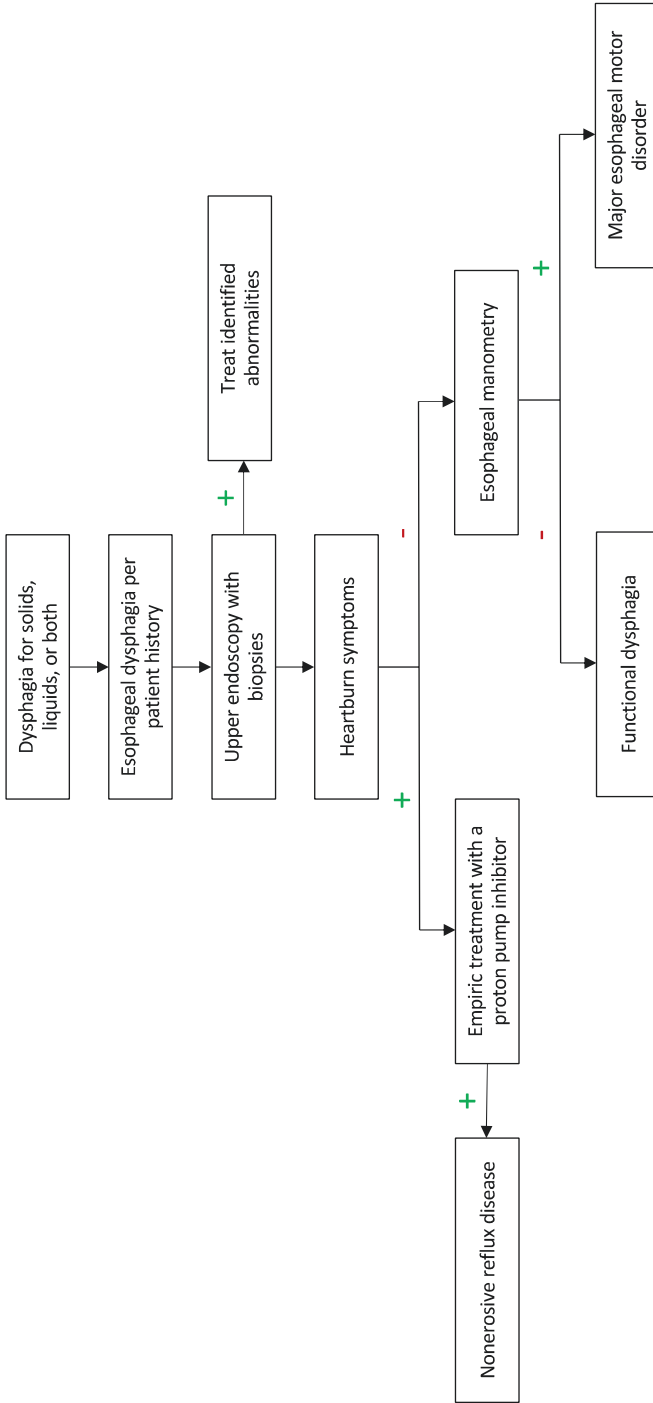 Dysphagia for solids,
liquids, or both
Esophageal dysphagia per
patient history
Upper endoscopy with
biopsies
+
Treat identified
abnormalities
Heartburn symptoms
+
-
Empiric treatment with a
proton pump inhibitor
+
Nonerosive reflux disease
Esophageal manometry
-
+
Functional dysphagia
Major esophageal motor
disorder